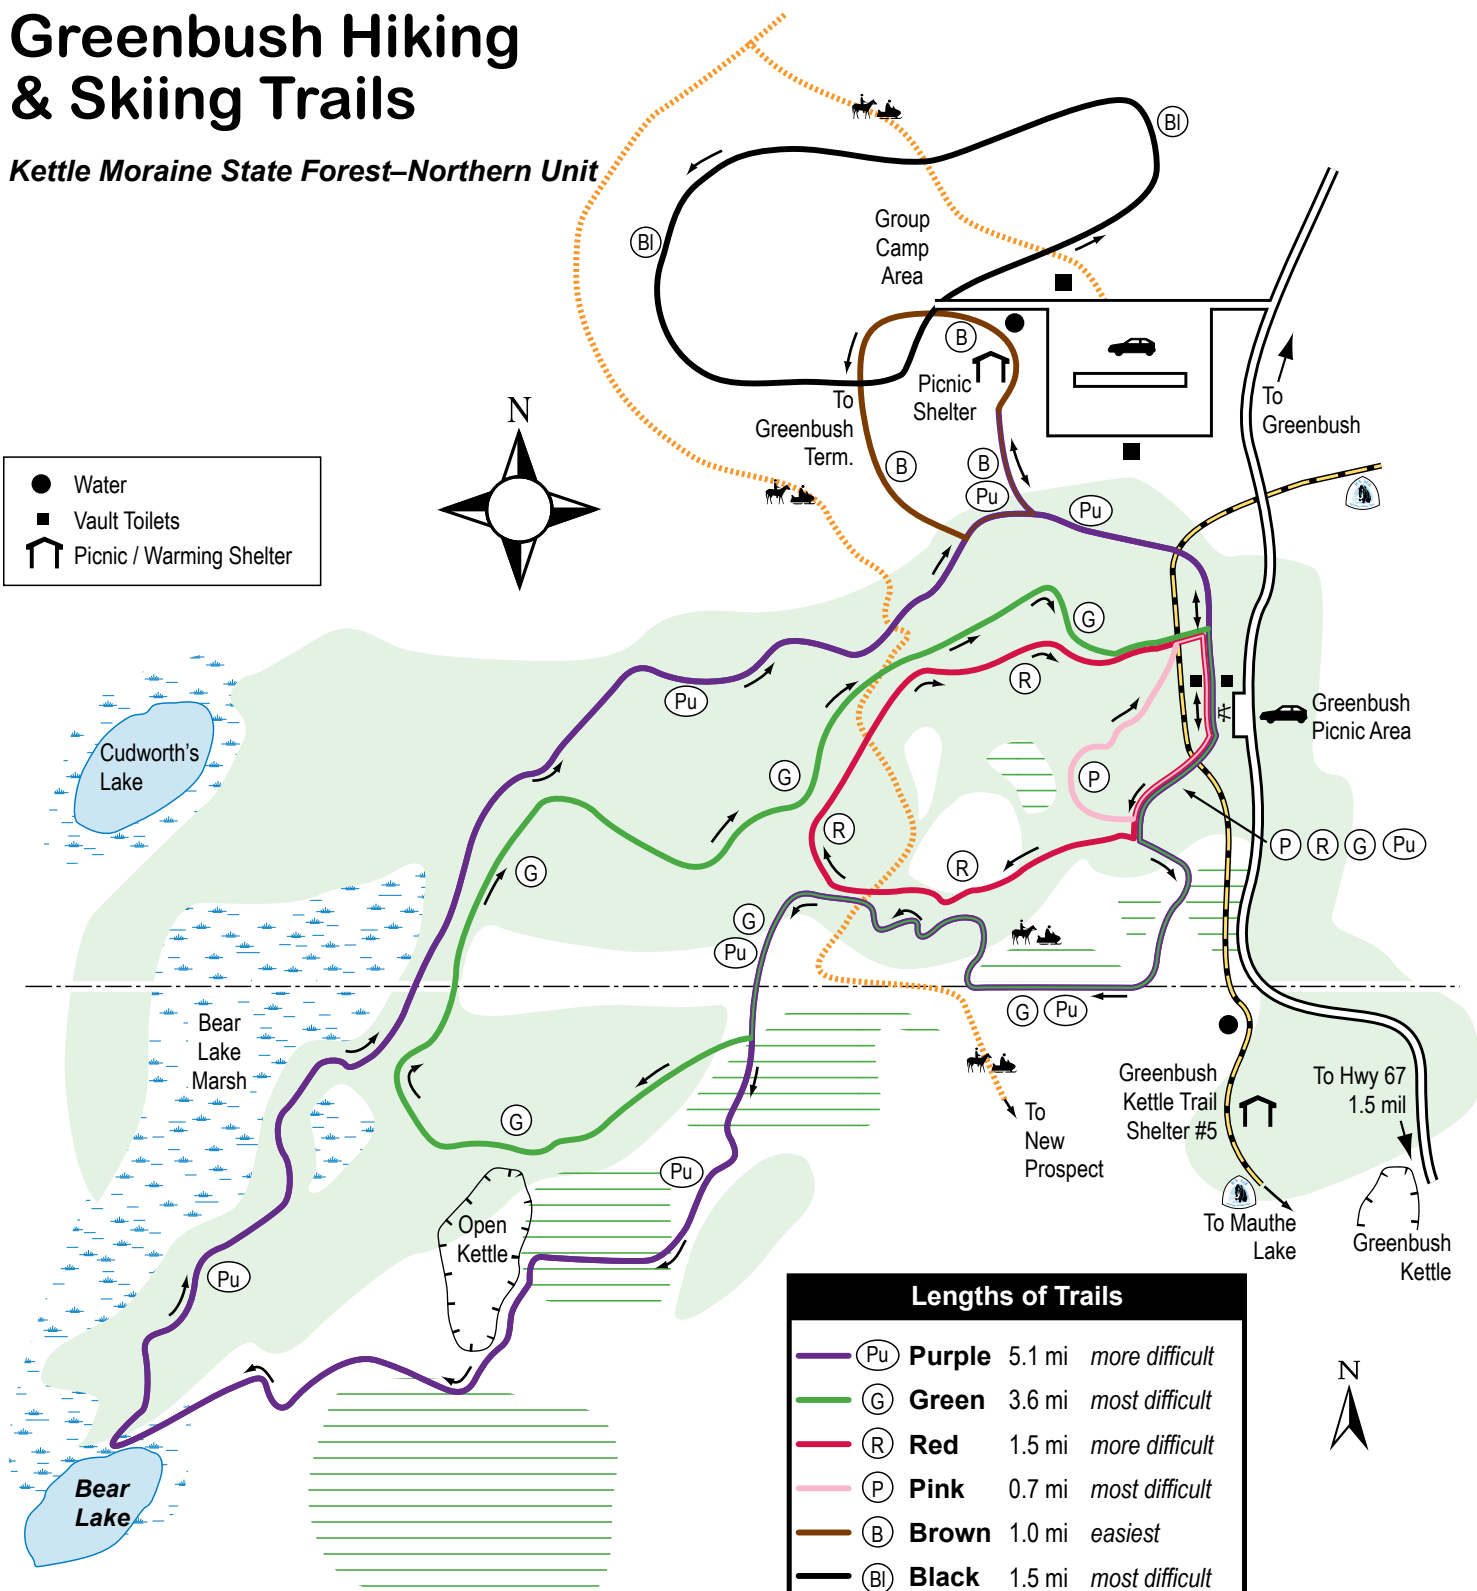 Greenbush Hiking
& Skiing Trails
Kettle Moraine State Forest–Northern Unit
Bl
Bl
Group
Camp
Area
B
Picnic
Shelter
To
Greenbush
Term.
To
Greenbush
N
Water
Vault Toilets
Picnic / Warming Shelter
B
B
Pu
Pu
G
R
Pu
Greenbush
Picnic Area
Cudworth's
Lake
G
P
R
P
R
G
Pu
R
G
G
Pu
G
Pu
Bear
Lake
Marsh
G
Greenbush
Kettle Trail
Shelter #5
To Hwy 67
1.5 mil
To
New
Prospect
Pu
Open
Kettle
To Mauthe
Lake
Greenbush
Kettle
Pu
Bear
Lake
Lengths of Trails
Pu Purple 5.1 mi more difficult
G Green 3.6 mi most difficult
R Red 1.5 mi more difficult
P Pink 0.7 mi most difficult
B Brown 1.0 mi easiest
Bl Black 1.5 mi most difficult
N